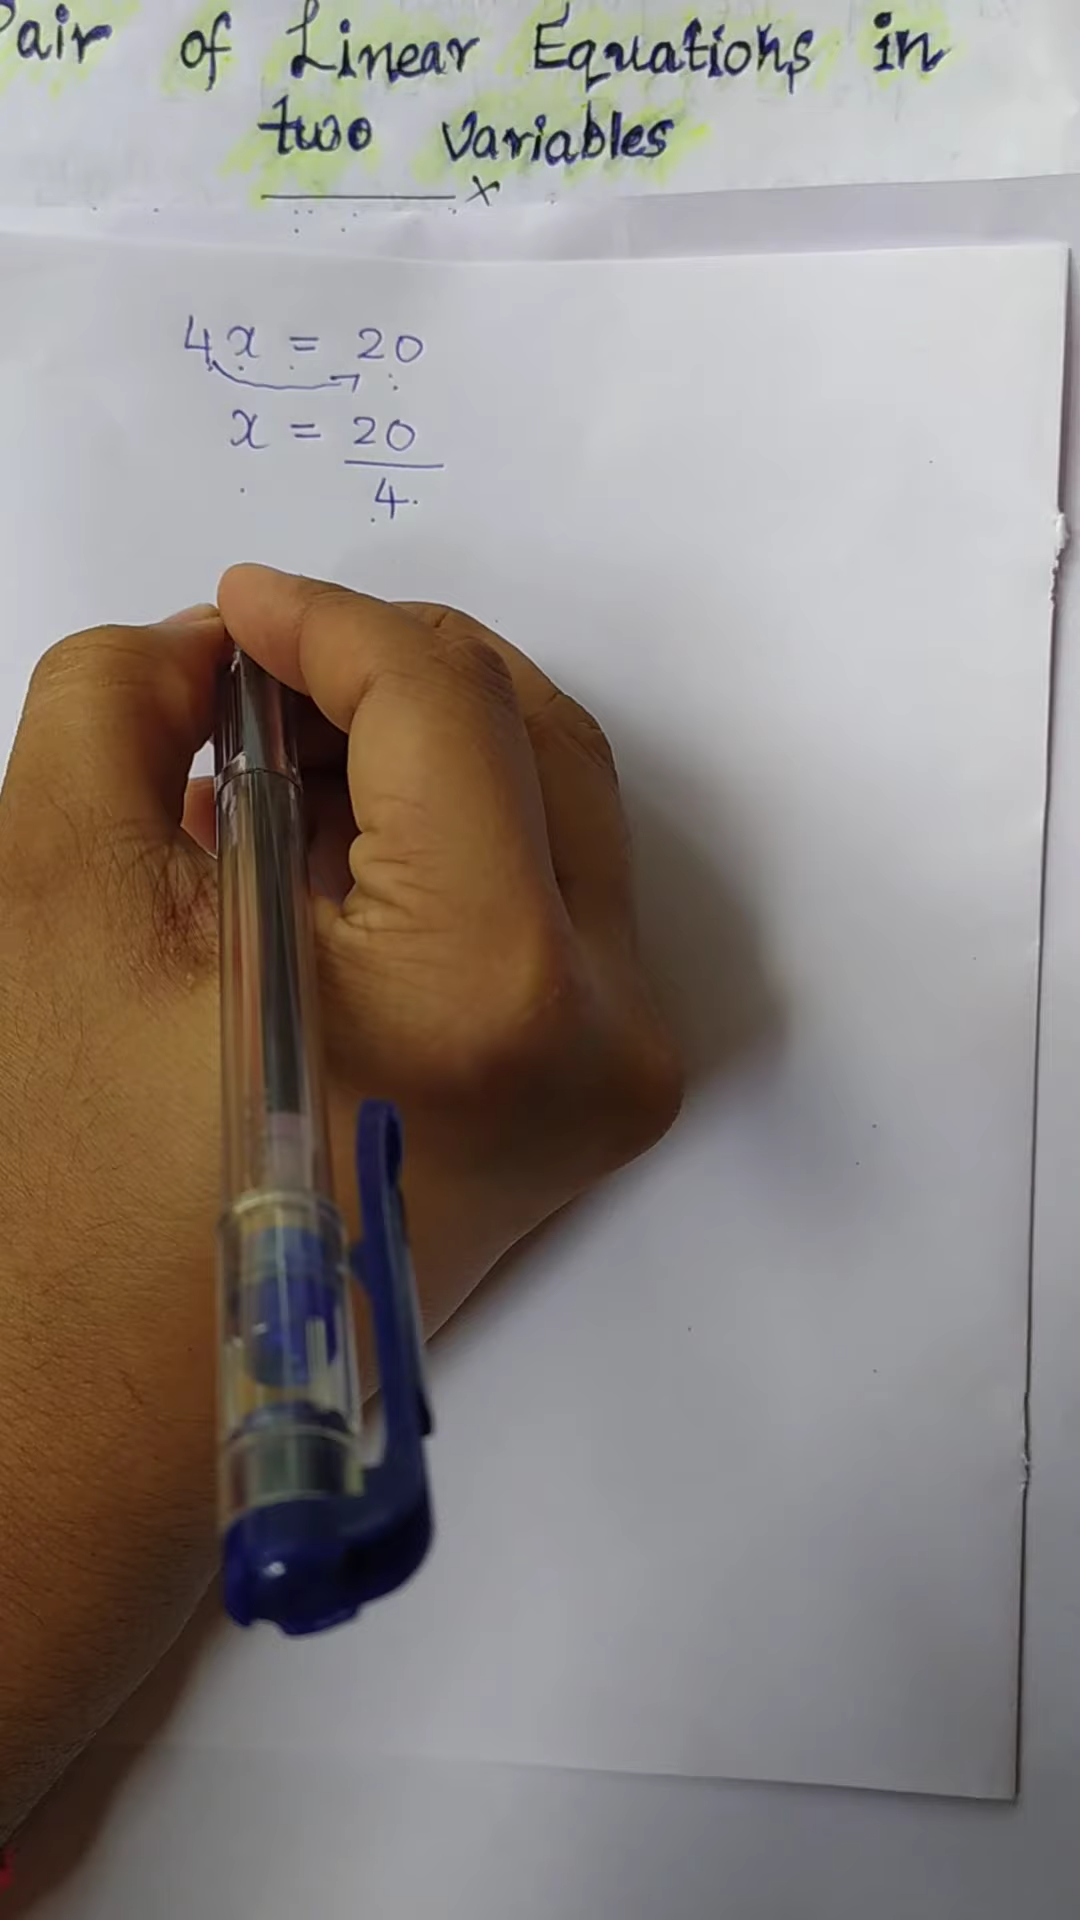 Pair of Linear Equations in
two Variables
x
4x = 20
x = 20
4